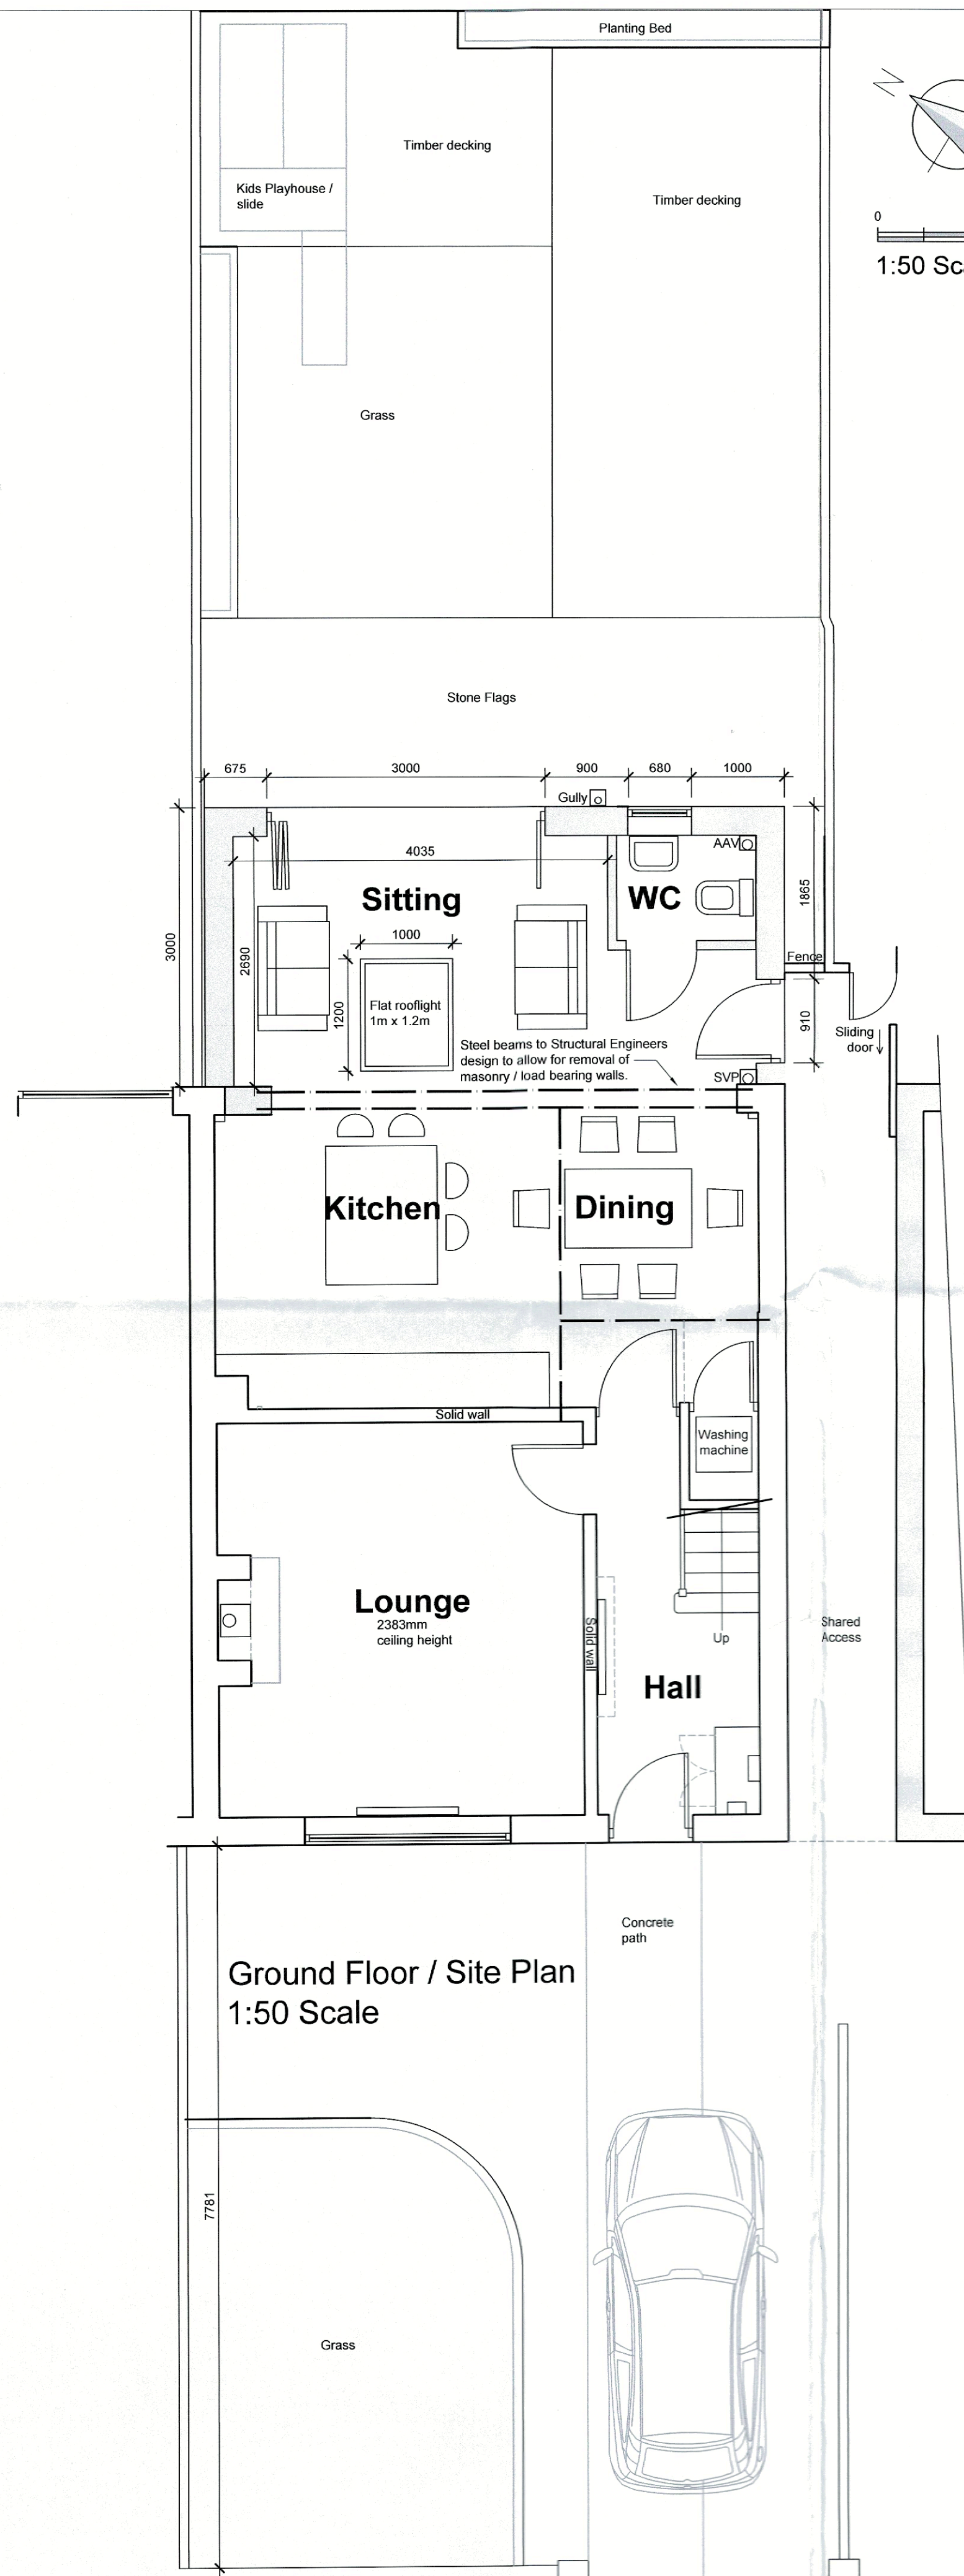 Planting Bed
Timber decking
Kids Playhouse /
slide
Timber decking
N
0
1:50 Sc
Grass
Stone Flags
675
3000
900
680
1000
Gully
AAV
4035
Sitting
WC
1865
3000
2690
1000
Fence
1200
Flat rooflight
1m x 1.2m
910
Sliding
door
Steel beams to Structural Engineers
design to allow for removal of
masonry / load bearing walls.
SVP
Kitchen
Dining
Solid wall
Washing
machine
Lounge
2383mm
ceiling height
Solid wall
Up
Shared
Access
Hall
Concrete
path
Ground Floor / Site Plan
1:50 Scale
7781
Grass